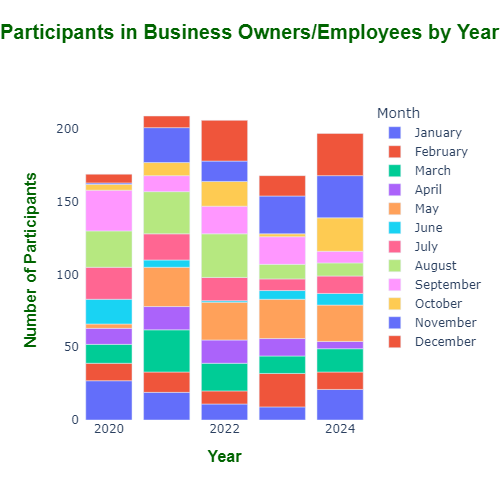 Participants in Business Owners/Employees by Year
Month
January
February
March
April
May
June
July
August
September
October
November
December
200
150
100
50
0
Number of Participants
2020
2022
2024
Year